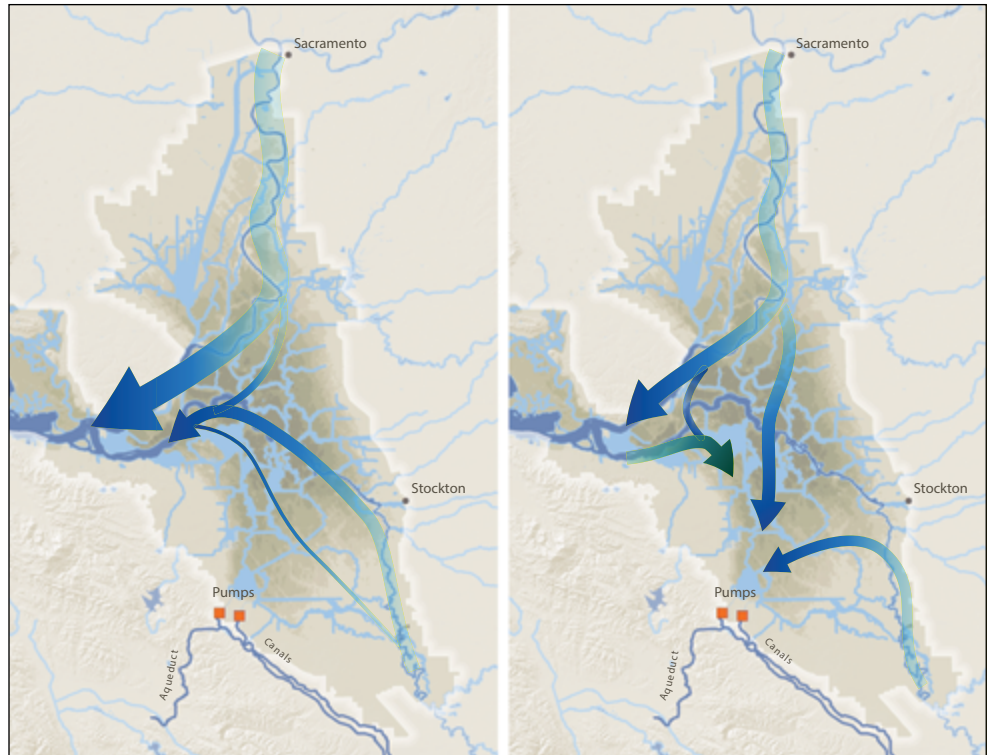 Sacramento
Stockton
Pumps
Aqueduct
Canals
Sacramento
Stockton
Pumps
Aqueduct
Canals